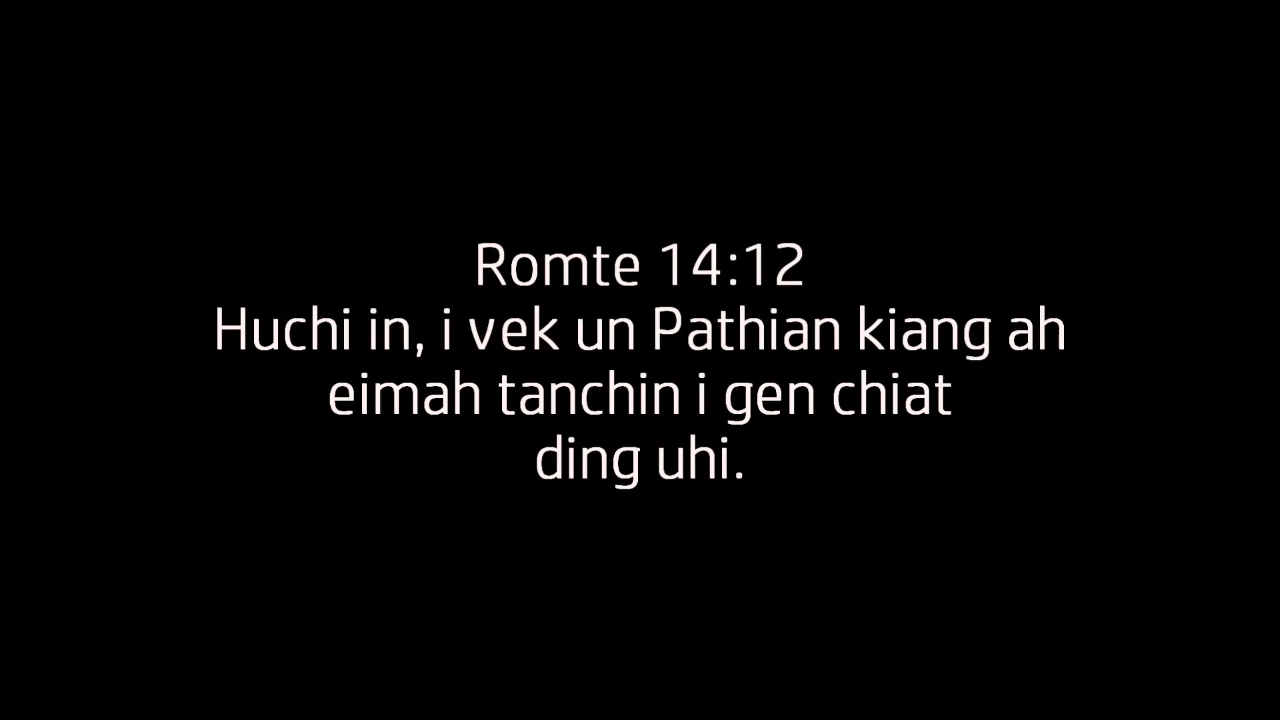 Romte 14:12
Huchi in, i vek un Pathian kiang ah
eimah tanchin i gen chiat
ding uhi.